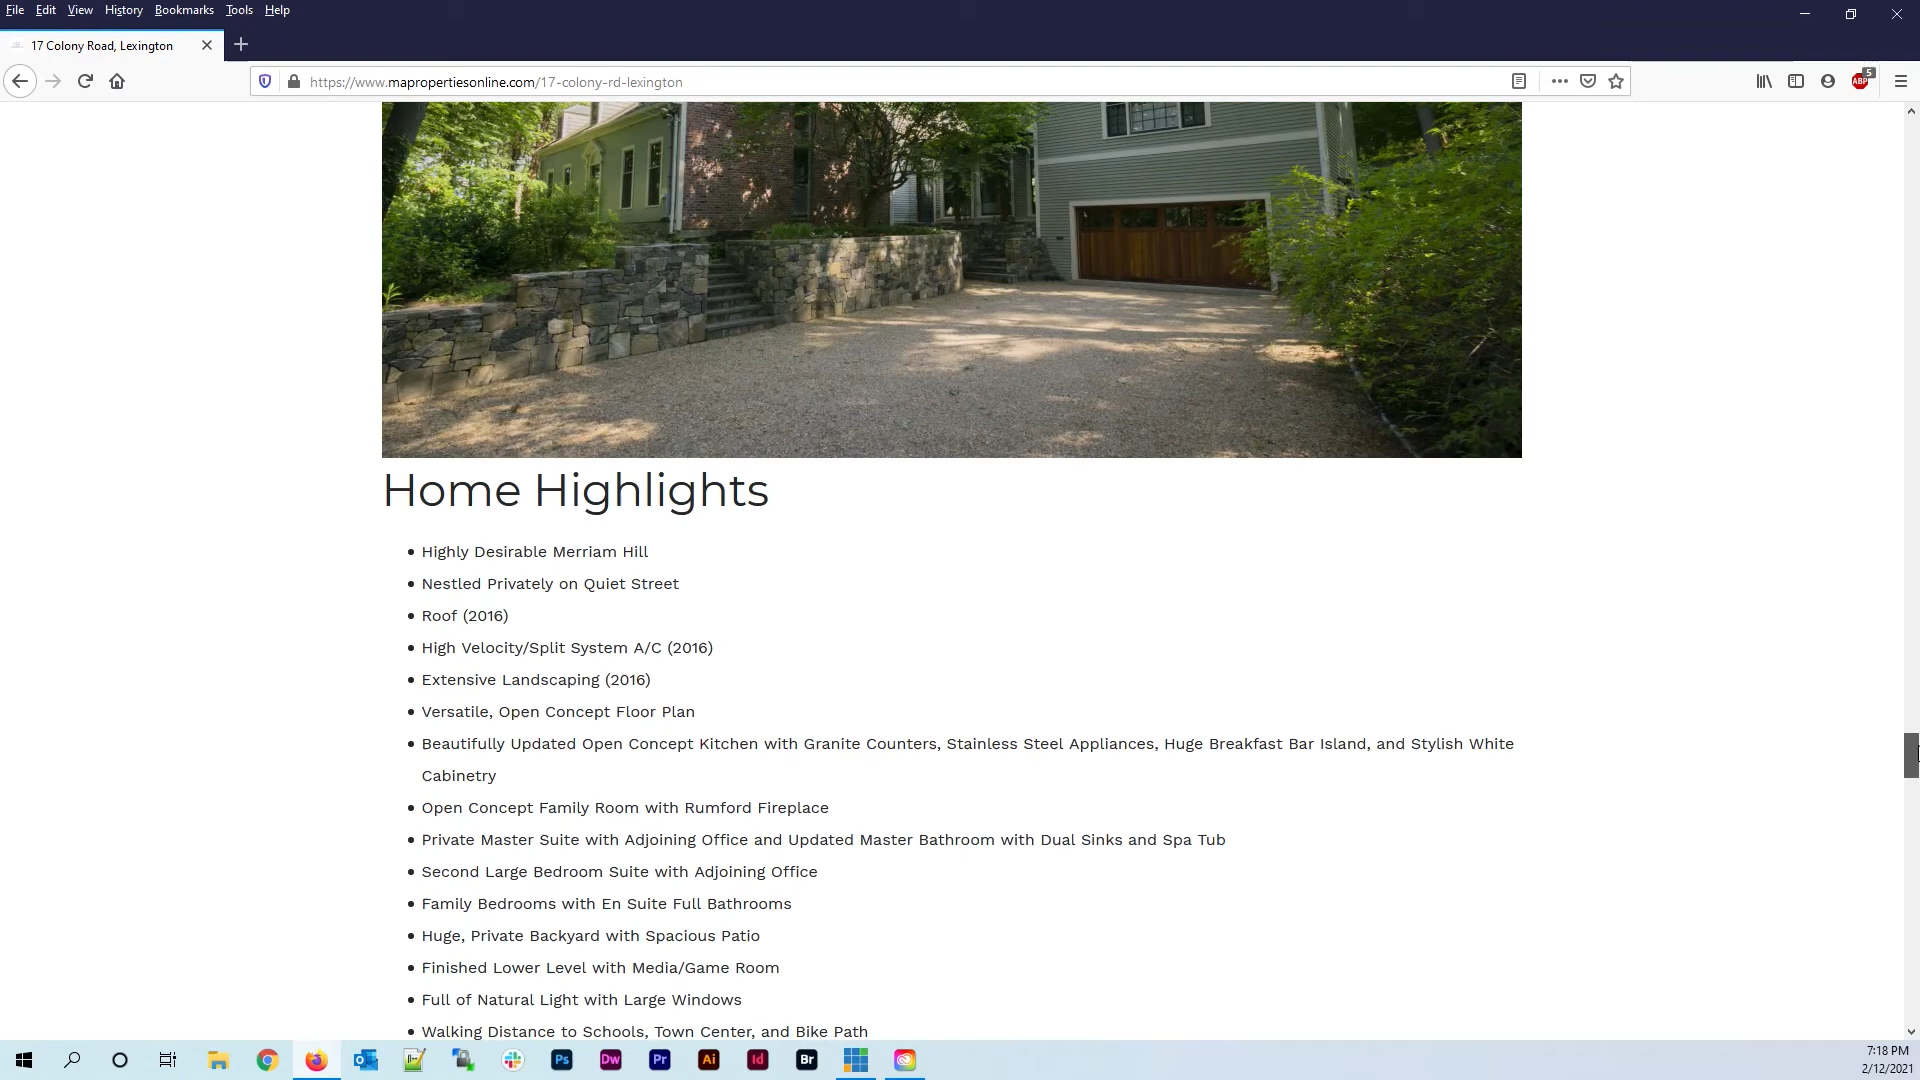 File Edit View History Bookmarks Tools Help
17 Colony Road, Lexington
https://www.mapropertiesonline.com/17-colony-rd-lexington
ABP
5
Home Highlights
Highly Desirable Merriam Hill
Nestled Privately on Quiet Street
Roof (2016)
High Velocity/Split System A/C (2016)
Extensive Landscaping (2016)
Versatile, Open Concept Floor Plan
Beautifully Updated Open Concept Kitchen with Granite Counters, Stainless Steel Appliances, Huge Breakfast Bar Island, and Stylish White
Cabinetry
Open Concept Family Room with Rumford Fireplace
Private Master Suite with Adjoining Office and Updated Master Bathroom with Dual Sinks and Spa Tub
Second Large Bedroom Suite with Adjoining Office
Family Bedrooms with En Suite Full Bathrooms
Huge, Private Backyard with Spacious Patio
Finished Lower Level with Media/Game Room
Full of Natural Light with Large Windows
Walking Distance to Schools, Town Center, and Bike Path
Ps Dw Pr Ai Id Br
7:18 PM
2/12/2021